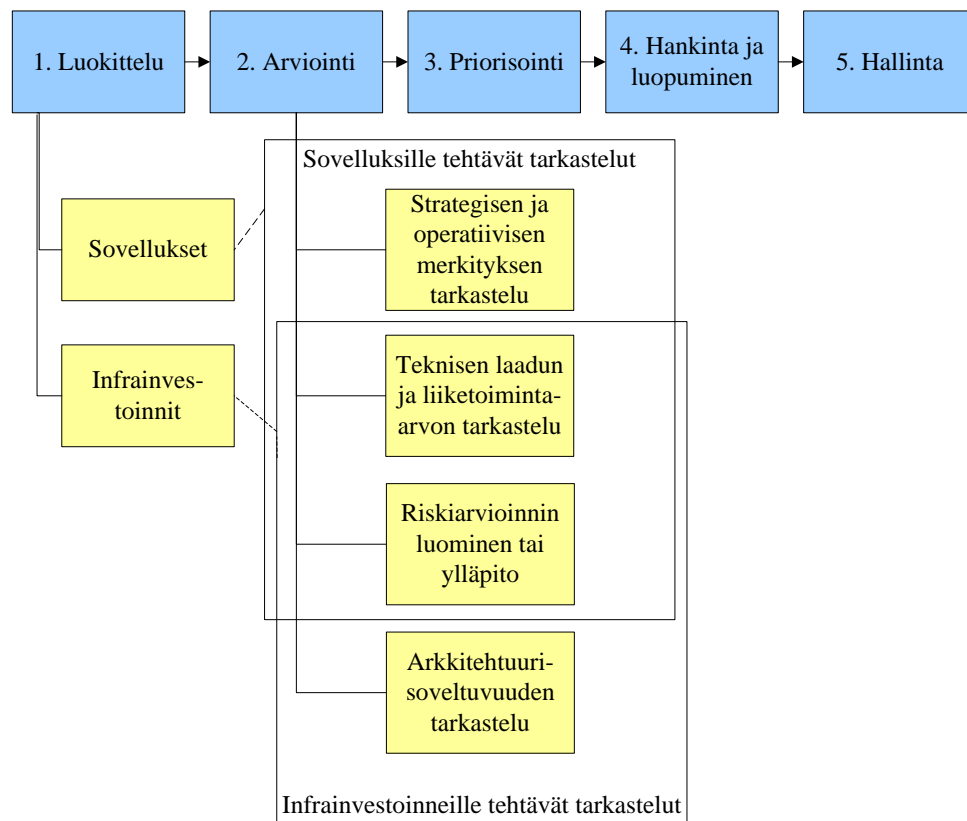 1. Luokittelu
2. Arviointi
3. Priorisointi
4. Hankinta ja
luopuminen
5. Hallinta
Sovelluksille tehtävät tarkastelut
Sovellukset
Strategisen ja
operatiivisen
merkityksen
tarkastelu
Infrainves-
toinnit
Teknisen laadun
ja liiketoiminta-
arvon tarkastelu
Riskiarvioinnin
luominen tai
ylläpito
Arkkitehtuuri-
soveltuvuuden
tarkastelu
Infrainvestoinneille tehtävät tarkastelut